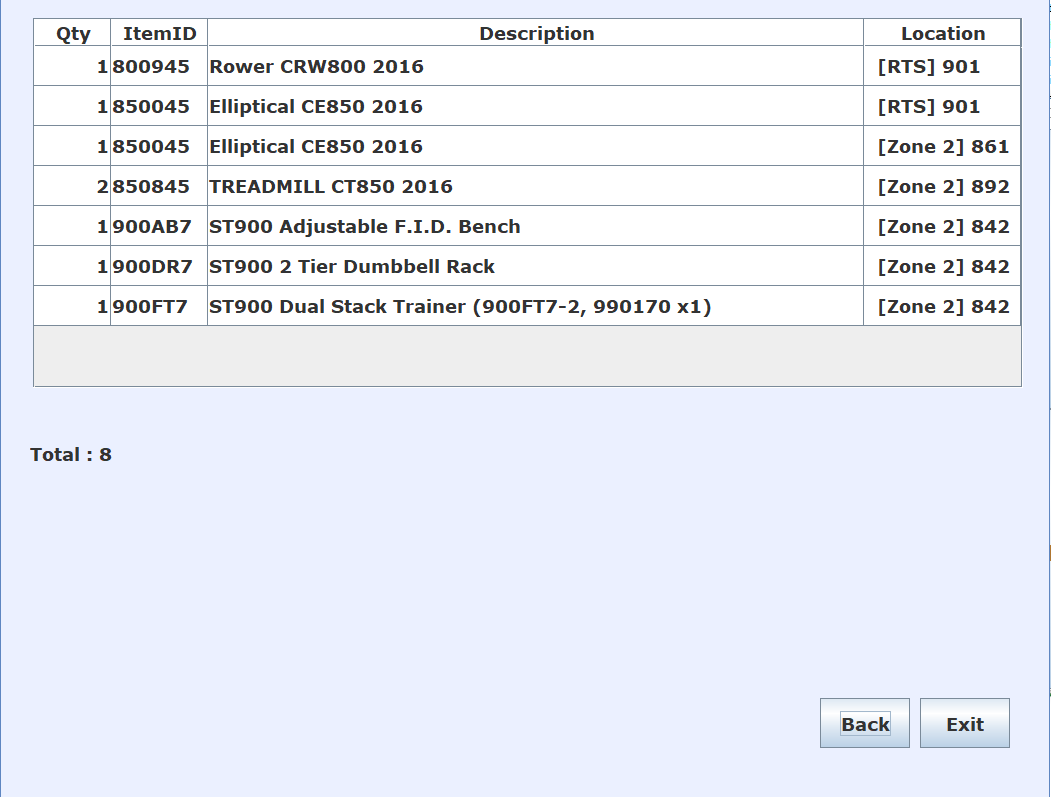 Qty ItemID Description Location
1 800945 Rower CRW800 2016 [RTS] 901
1 850045 Elliptical CE850 2016 [RTS] 901
1 850045 Elliptical CE850 2016 [Zone 2] 861
2 850845 TREADMILL CT850 2016 [Zone 2] 892
1 900AB7 ST900 Adjustable F.I.D. Bench [Zone 2] 842
1 900DR7 ST900 2 Tier Dumbbell Rack [Zone 2] 842
1 900FT7 ST900 Dual Stack Trainer (900FT7-2, 990170 x1) [Zone 2] 842
Total : 8
Back Exit